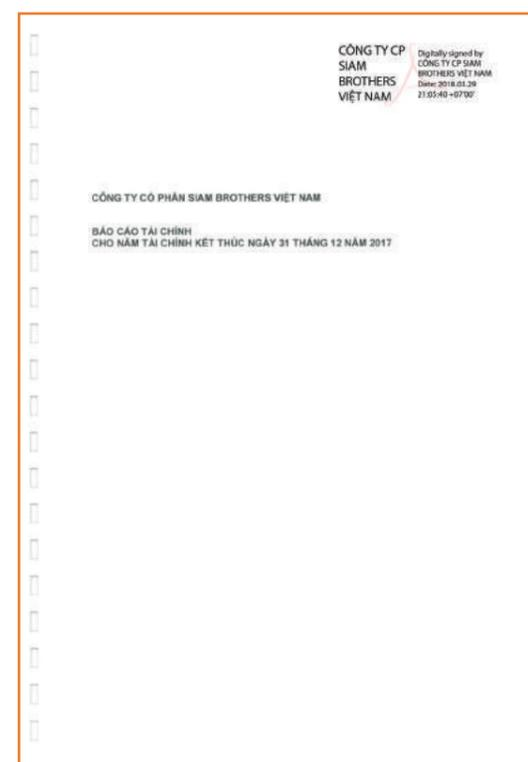 CÔNG TY CP
SIAM
BROTHERS
VIỆT NAM
Digitally signed by
CÔNG TY CP SIAM
BROTHERS VIỆT NAM
Date: 2018.03.29
21:05:40 +07'00'
CÔNG TY CỔ PHẦN SIAM BROTHERS VIỆT NAM
BÁO CÁO TÀI CHÍNH
CHO NĂM TÀI CHÍNH KẾT THÚC NGÀY 31 THÁNG 12 NĂM 2017